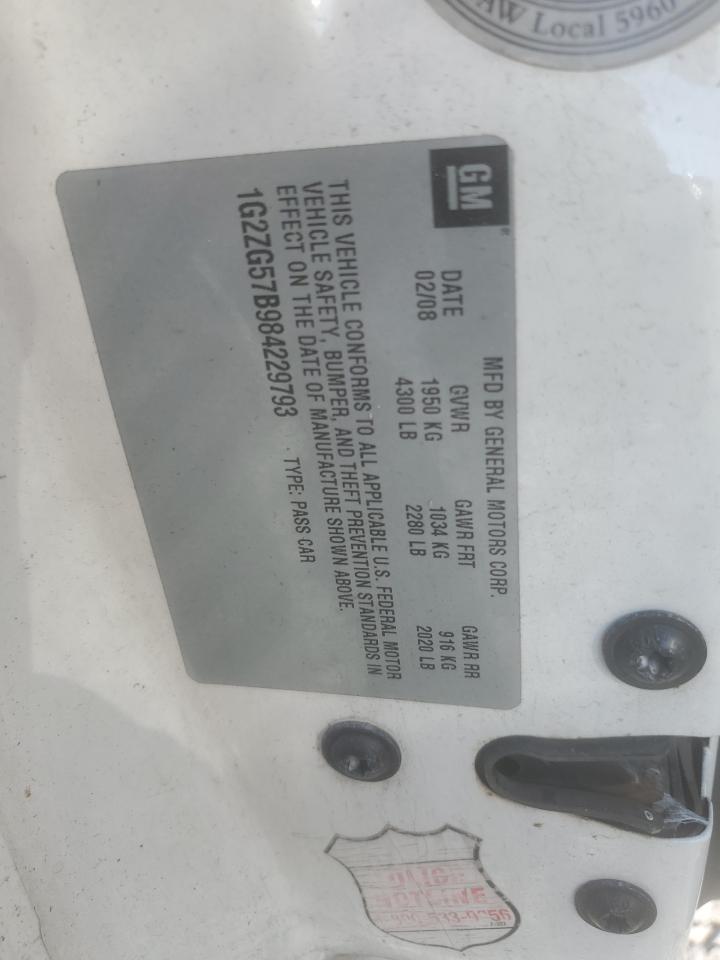 AW Local 5960
GM
MFD BY GENERAL MOTORS CORP.
DATE GVWR GAWR FRT GAWR RR
02/08 1950 KG 1034 KG 916 KG
4300 LB 2280 LB 2020 LB
THIS VEHICLE CONFORMS TO ALL APPLICABLE U.S. FEDERAL MOTOR
VEHICLE SAFETY, BUMPER, AND THEFT PREVENTION STANDARDS IN
EFFECT ON THE DATE OF MANUFACTURE SHOWN ABOVE.
1G2ZG57B984229793 TYPE: PASS CAR
HOTLINE